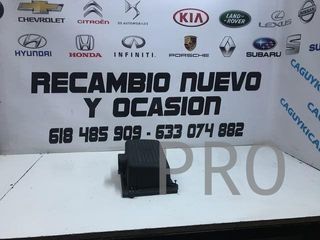 CHEVROLET
CITROËN
KIA
LAND-ROVER
LEXUS
HYUNDAI
HONDA
INFINITI
PORSCHE
SUBARU
RECAMBIO NUEVO
Y OCASION
618 485 909 - 633 074 882
CAGUYKI
PRO